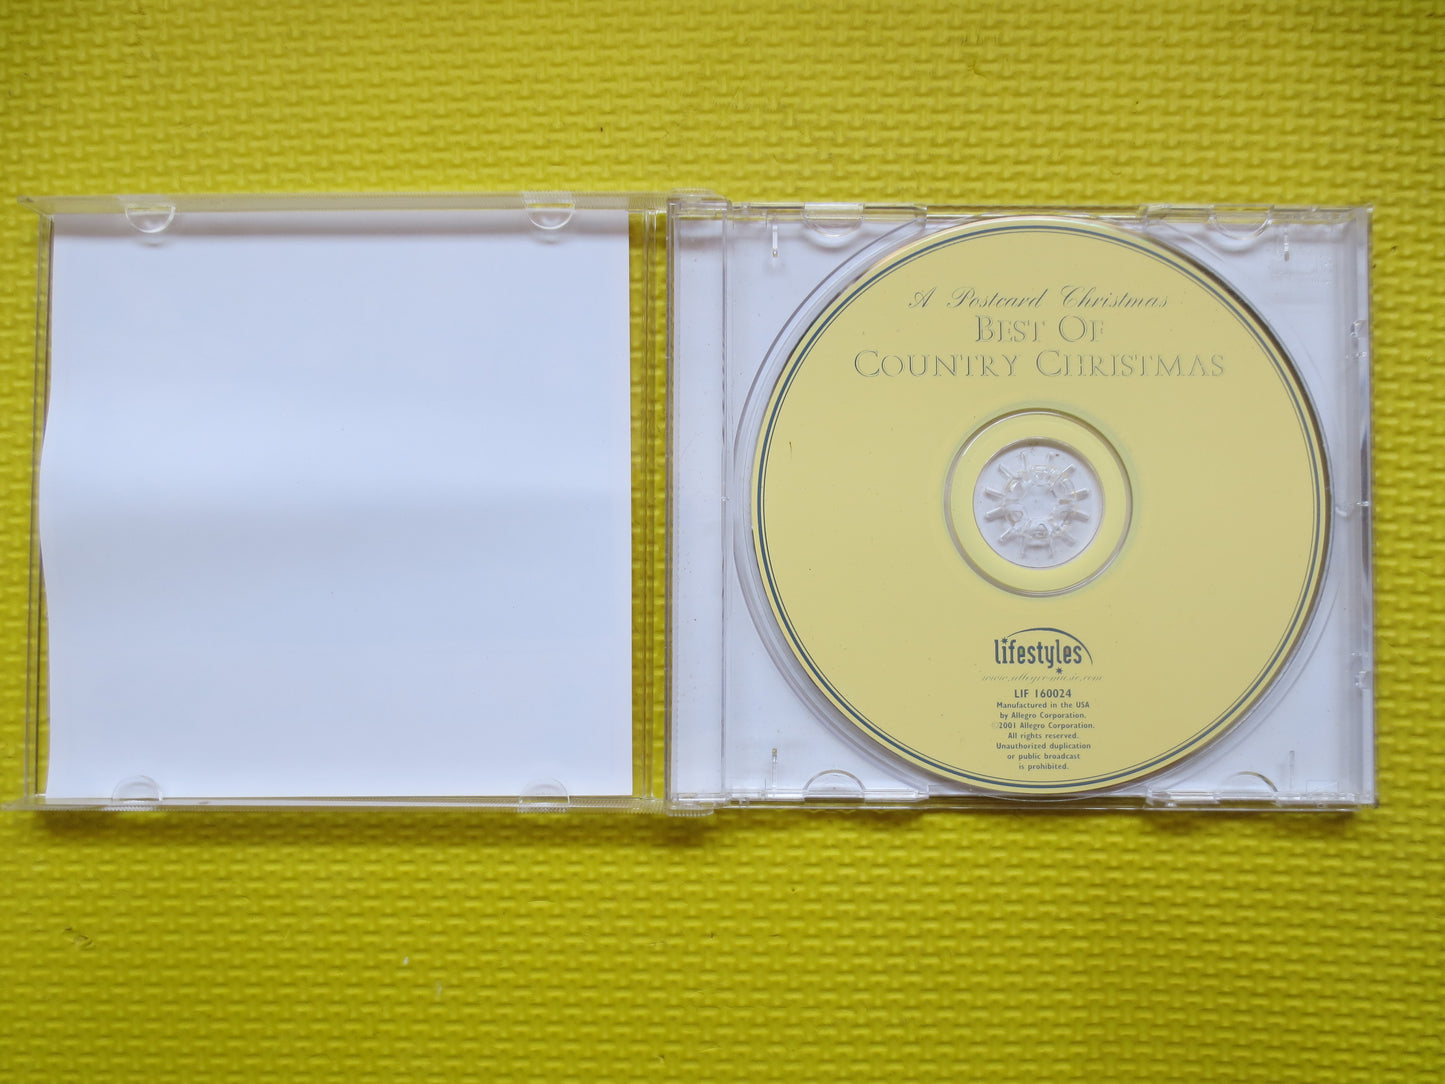 A Postcard Christmas
BEST OF
COUNTRY CHRISTMAS
lifestyles
www.allegro-music.com
LIF 160024
Manufactured in the USA
by Allegro Corporation.
©2001 Allegro Corporation.
All rights reserved.
Unauthorized duplication
or public broadcast
is prohibited.